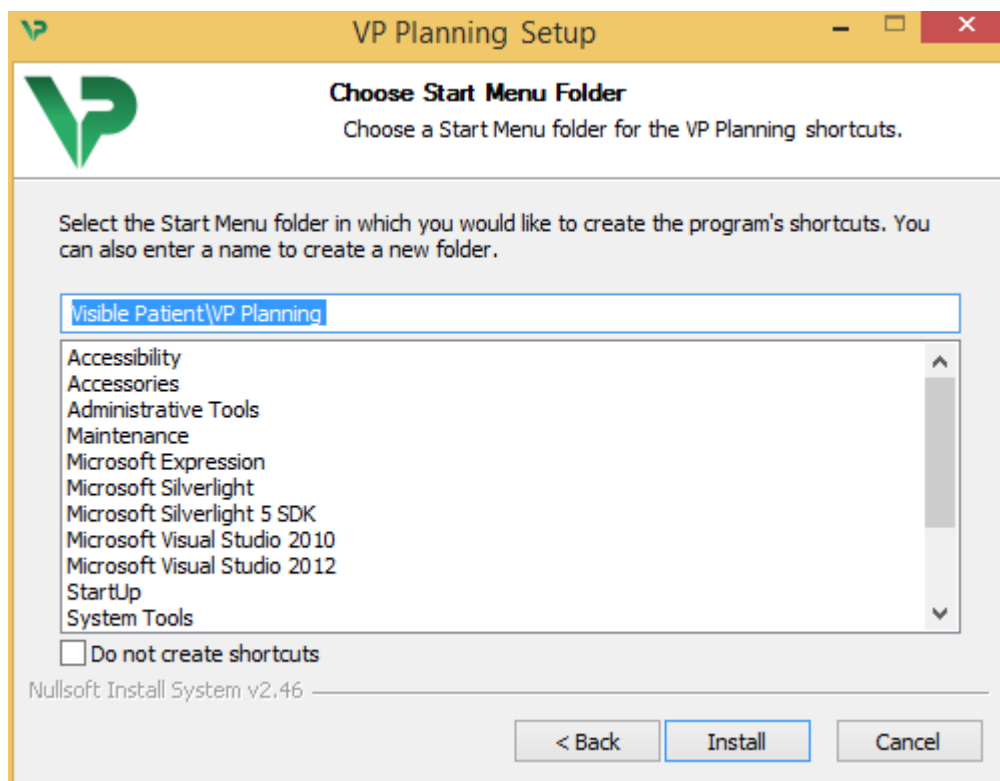 VP Planning Setup
Choose Start Menu Folder
Choose a Start Menu folder for the VP Planning shortcuts.
Select the Start Menu folder in which you would like to create the program's shortcuts. You
can also enter a name to create a new folder.
Visible Patient\VP Planning
Accessibility
Accessories
Administrative Tools
Maintenance
Microsoft Expression
Microsoft Silverlight
Microsoft Silverlight 5 SDK
Microsoft Visual Studio 2010
Microsoft Visual Studio 2012
StartUp
System Tools
Do not create shortcuts
Nullsoft Install System v2.46
< Back Install Cancel